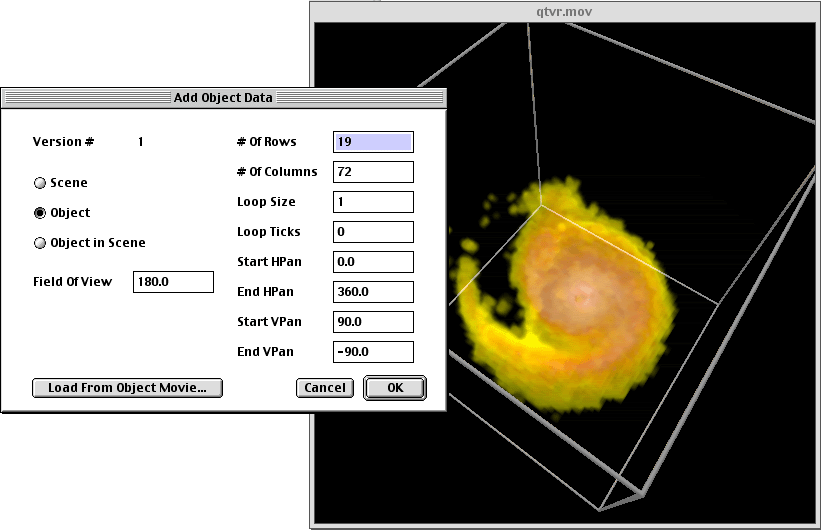 qtvr.mov
Add Object Data
Version # 1
Scene
Object
Object in Scene
Field Of View 180.0
# Of Rows 19
# Of Columns 72
Loop Size 1
Loop Ticks 0
Start HPan 0.0
End HPan 360.0
Start VPan 90.0
End VPan -90.0
Load From Object Movie...
Cancel
OK